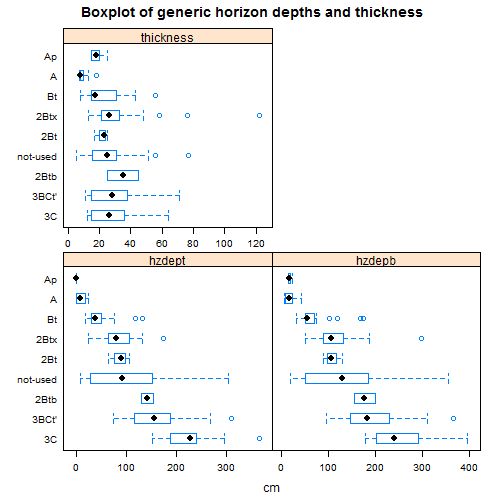 Boxplot of generic horizon depths and thickness
thickness
Ap
A
Bt
2Btx
2Bt
not-used
2Btb
3BCt'
3C
0 20 40 60 80 100 120
hzdept hzdepb
Ap
A
Bt
2Btx
2Bt
not-used
2Btb
3BCt'
3C
0 100 200 300 0 100 200 300 400
cm